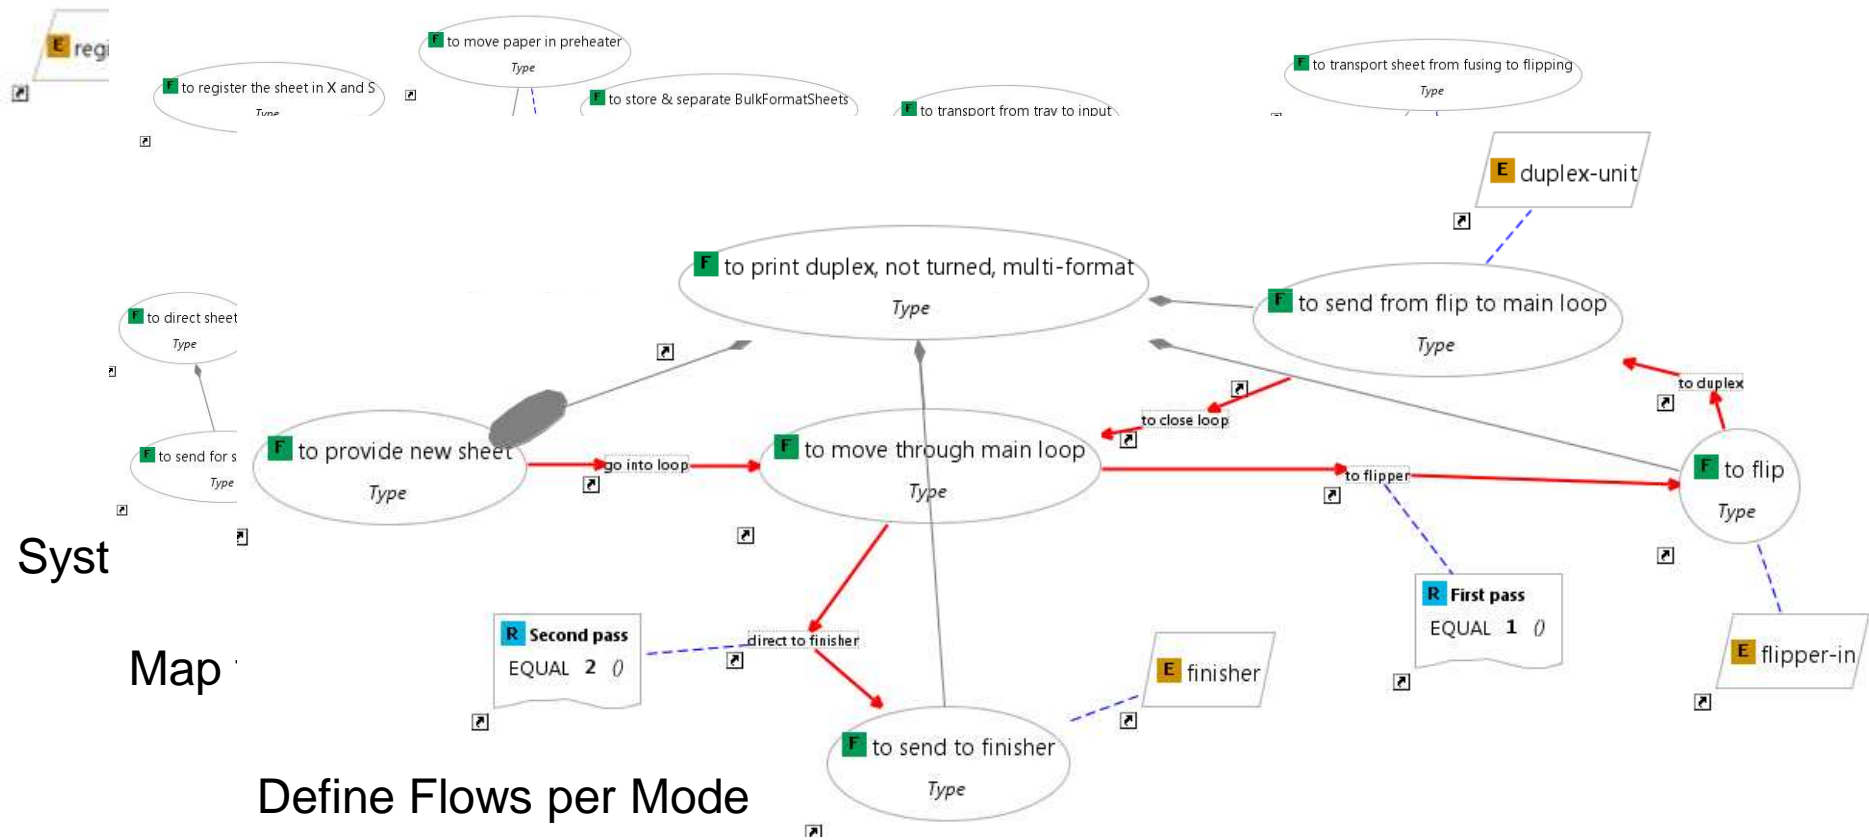 E regi
F to move paper in preheater
Type
F to transport sheet from fusing to flipping
Type
F to register the sheet in X and S
Type
F to store & separate BulkFormatSheets
F to transport from tray to input
E duplex-unit
F to print duplex, not turned, multi-format
Type
F to send from flip to main loop
Type
F to direct sheet
Type
to duplex
to close loop
F to provide new sheet
Type
go into loop
F to move through main loop
Type
to flipper
F to flip
Type
F to send for s
Type
Syst
R First pass
EQUAL 1 ()
R Second pass
EQUAL 2 ()
direct to finisher
E flipper-in
E finisher
Map
F to send to finisher
Type
Define Flows per Mode